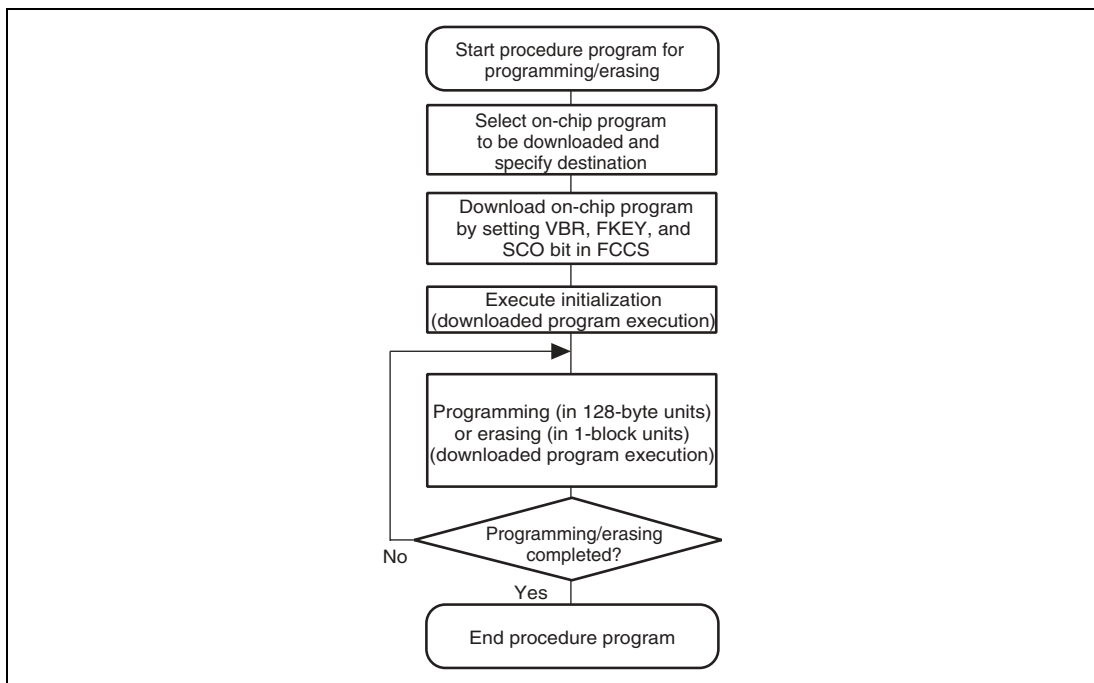 Start procedure program for
programming/erasing
Select on-chip program
to be downloaded and
specify destination
Download on-chip program
by setting VBR, FKEY, and
SCO bit in FCCS
Execute initialization
(downloaded program execution)
Programming (in 128-byte units)
or erasing (in 1-block units)
(downloaded program execution)
Programming/erasing
completed?
No
Yes
End procedure program